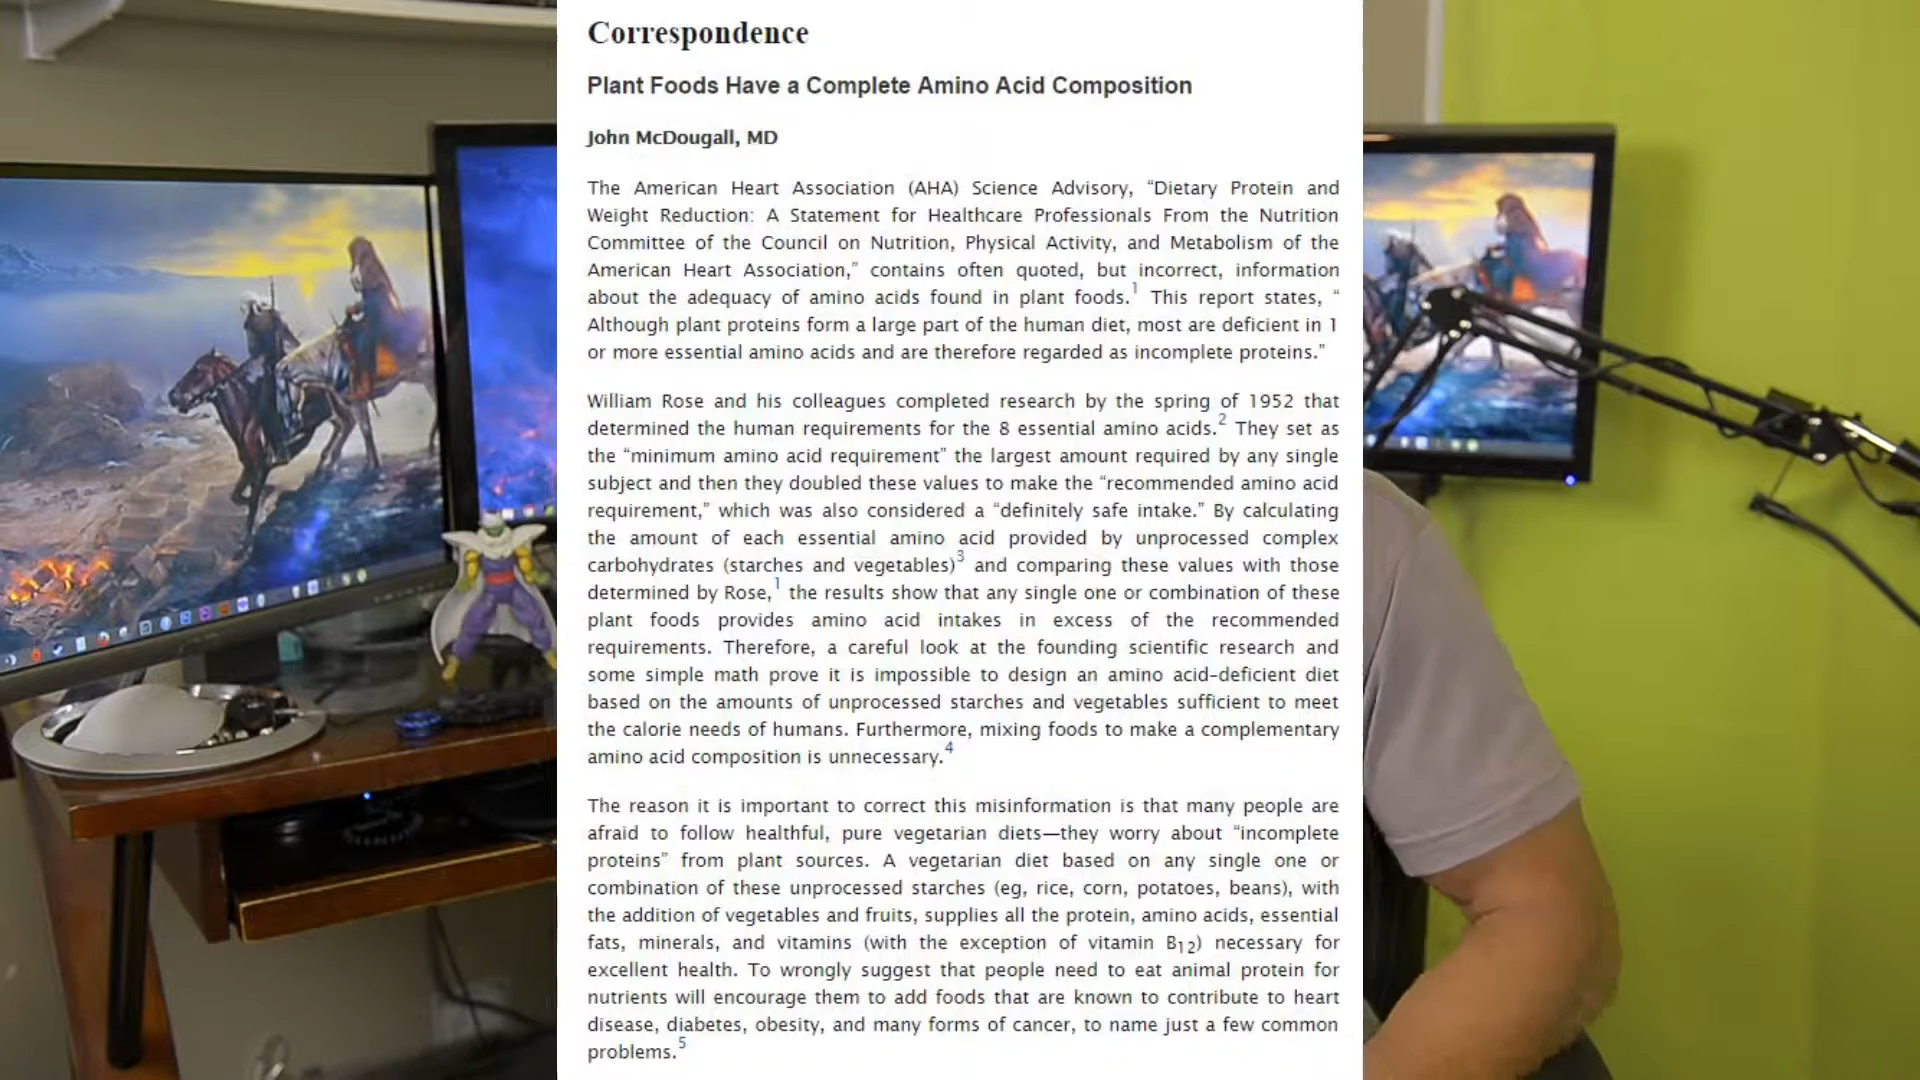 Correspondence
Plant Foods Have a Complete Amino Acid Composition
John McDougall, MD
The American Heart Association (AHA) Science Advisory, “Dietary Protein and
Weight Reduction: A Statement for Healthcare Professionals From the Nutrition
Committee of the Council on Nutrition, Physical Activity, and Metabolism of the
American Heart Association,” contains often quoted, but incorrect, information
about the adequacy of amino acids found in plant foods.1 This report states, “
Although plant proteins form a large part of the human diet, most are deficient in 1
or more essential amino acids and are therefore regarded as incomplete proteins.”
William Rose and his colleagues completed research by the spring of 1952 that
determined the human requirements for the 8 essential amino acids.2 They set as
the “minimum amino acid requirement” the largest amount required by any single
subject and then they doubled these values to make the “recommended amino acid
requirement,” which was also considered a “definitely safe intake.” By calculating
the amount of each essential amino acid provided by unprocessed complex
carbohydrates (starches and vegetables)3 and comparing these values with those
determined by Rose,1 the results show that any single one or combination of these
plant foods provides amino acid intakes in excess of the recommended
requirements. Therefore, a careful look at the founding scientific research and
some simple math prove it is impossible to design an amino acid–deficient diet
based on the amounts of unprocessed starches and vegetables sufficient to meet
the calorie needs of humans. Furthermore, mixing foods to make a complementary
amino acid composition is unnecessary.4
The reason it is important to correct this misinformation is that many people are
afraid to follow healthful, pure vegetarian diets—they worry about “incomplete
proteins” from plant sources. A vegetarian diet based on any single one or
combination of these unprocessed starches (eg, rice, corn, potatoes, beans), with
the addition of vegetables and fruits, supplies all the protein, amino acids, essential
fats, minerals, and vitamins (with the exception of vitamin B12) necessary for
excellent health. To wrongly suggest that people need to eat animal protein for
nutrients will encourage them to add foods that are known to contribute to heart
disease, diabetes, obesity, and many forms of cancer, to name just a few common
problems.5